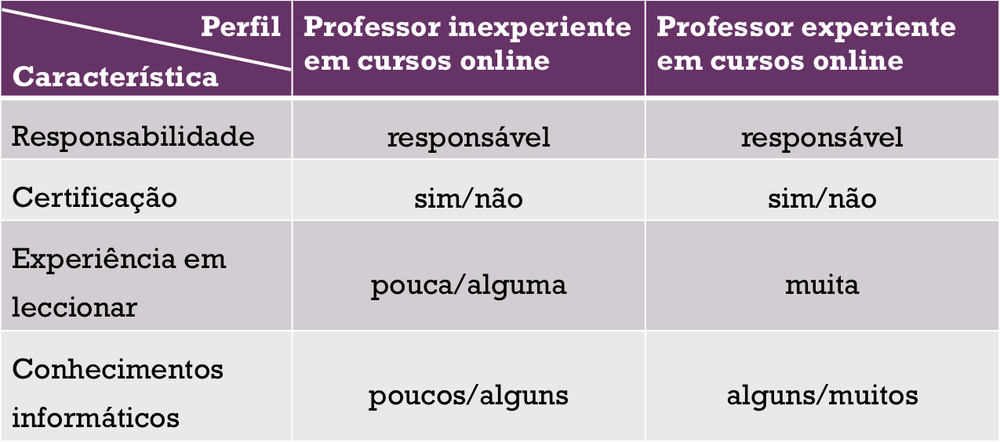 Perfil
Característica
Professor inexperiente
em cursos online
Professor experiente
em cursos online
Responsabilidade
responsável
responsável
Certificação
sim/não
sim/não
Experiência em
leccionar
pouca/alguma
muita
Conhecimentos
informáticos
poucos/alguns
alguns/muitos